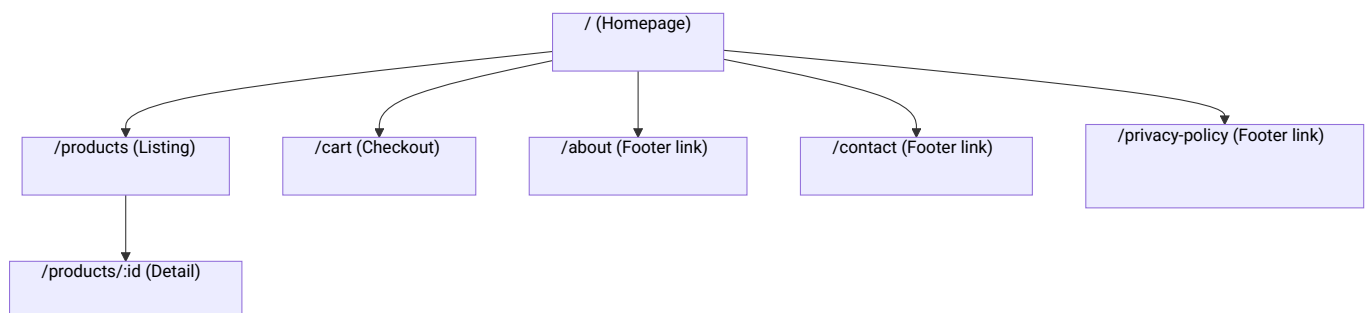 / (Homepage)
/products (Listing)
/cart (Checkout)
/about (Footer link)
/contact (Footer link)
/privacy-policy (Footer link)
/products/:id (Detail)